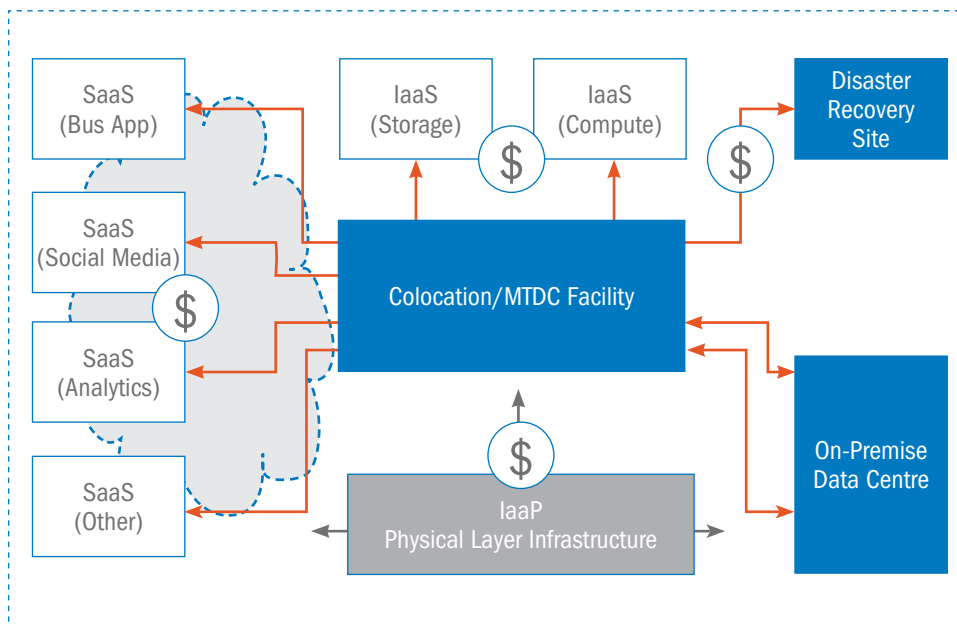 SaaS
(Bus App)
IaaS
(Storage)
$
IaaS
(Compute)
$
Disaster
Recovery
Site
SaaS
(Social Media)
$
SaaS
(Analytics)
SaaS
(Other)
Colocation/MTDC Facility
On-Premise
Data Centre
$
IaaP
Physical Layer Infrastructure